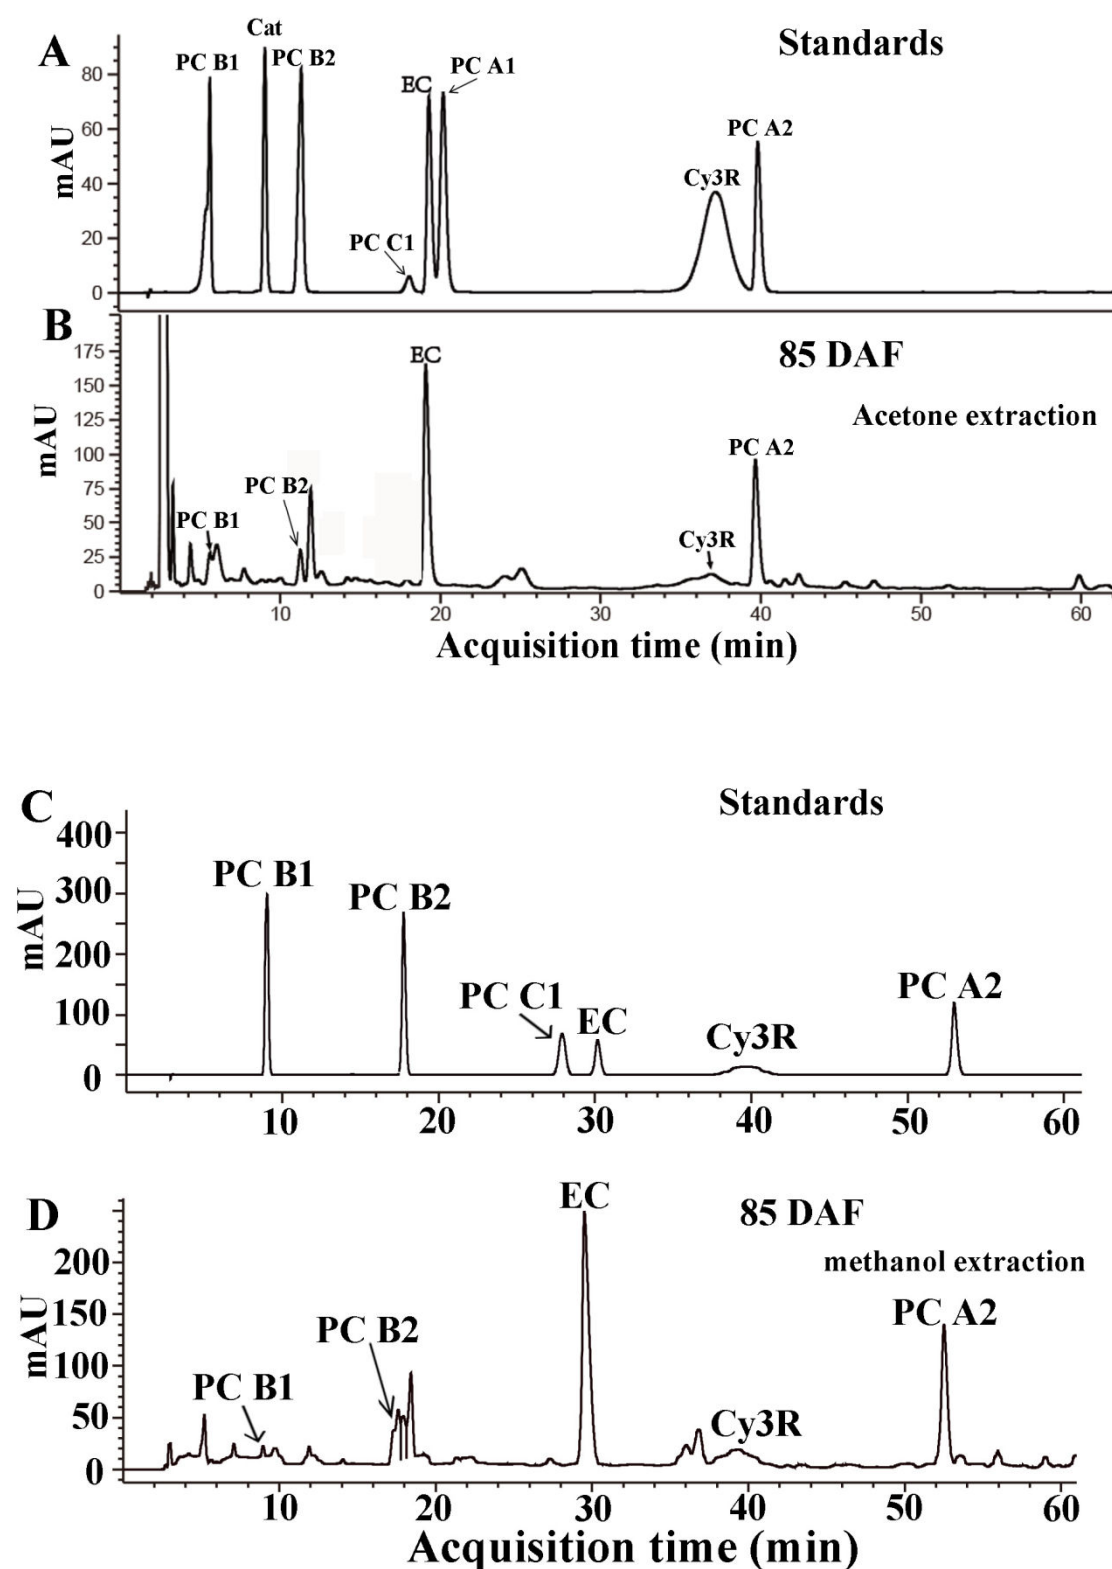 A
Standards
Cat
PC B1
PC B2
EC
PC A1
PC C1
Cy3R
PC A2
mAU
80
60
40
20
0
B
85 DAF
Acetone extraction
EC
PC A2
PC B2
PC B1
Cy3R
mAU
175
150
125
100
75
50
25
0
10 20 30 40 50 60
Acquisition time (min)
C
Standards
PC B1
PC B2
PC C1
EC
Cy3R
PC A2
mAU
400
300
200
100
0
10 20 30 40 50 60
D
85 DAF
methanol extraction
EC
PC A2
PC B2
PC B1
Cy3R
mAU
200
150
100
50
0
10 20 30 40 50 60
Acquisition time (min)